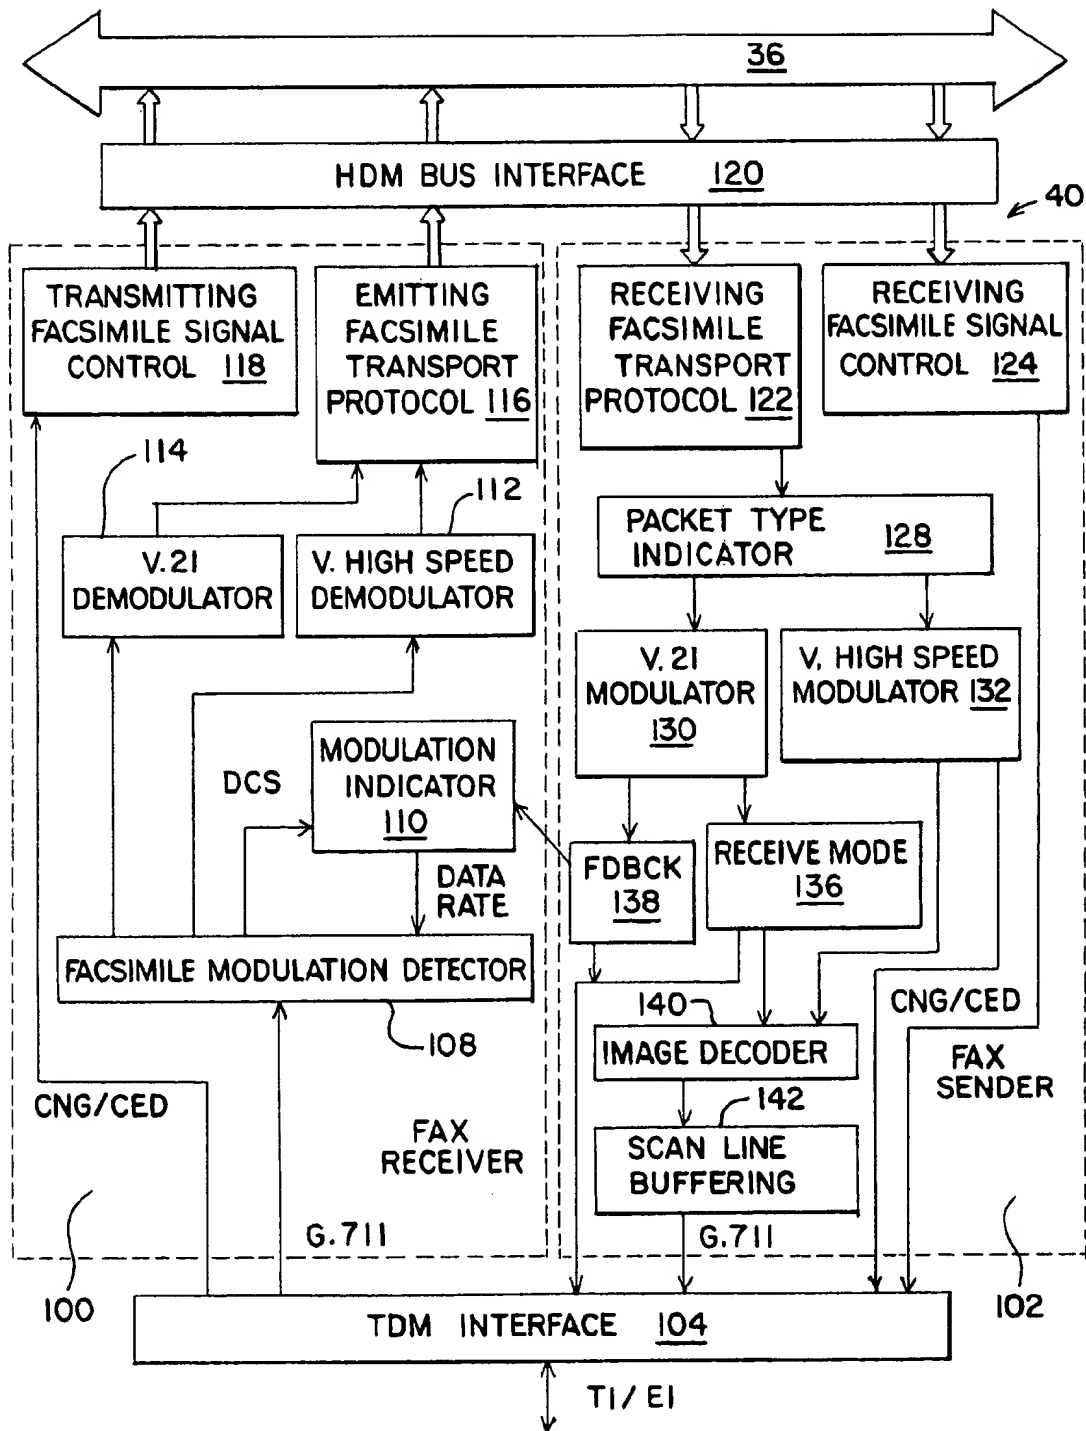 36
HDM BUS INTERFACE 120
40
TRANSMITTING
FACSIMILE SIGNAL
CONTROL 118
EMITTING
FACSIMILE
TRANSPORT
PROTOCOL 116
RECEIVING
FACSIMILE
TRANSPORT
PROTOCOL 122
RECEIVING
FACSIMILE SIGNAL
CONTROL 124
114
112
PACKET TYPE
INDICATOR 128
V.21
DEMODULATOR
V. HIGH SPEED
DEMODULATOR
V. 21
MODULATOR
130
V. HIGH SPEED
MODULATOR 132
DCS
MODULATION
INDICATOR
110
DATA
RATE
FDBCK
138
RECEIVE MODE
136
FACSIMILE MODULATION DETECTOR
108
CNG/CED
140
IMAGE DECODER
FAX
SENDER
CNG/CED
FAX
RECEIVER
142
SCAN LINE
BUFFERING
G.711
G.711
100
102
TDM INTERFACE 104
T1/E1